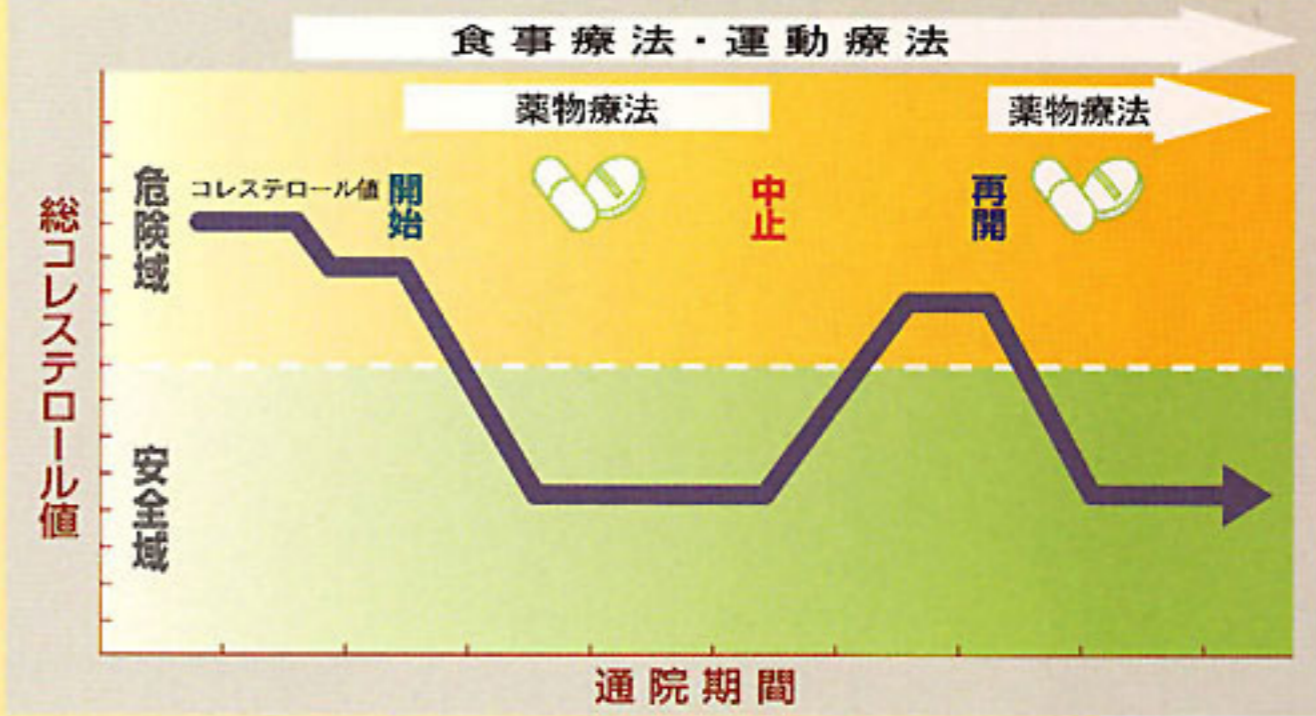 食事療法・運動療法
薬物療法
薬物療法
コレステロール値
開始
中止
再開
危険域
安全域
総コレステロール値
通院期間